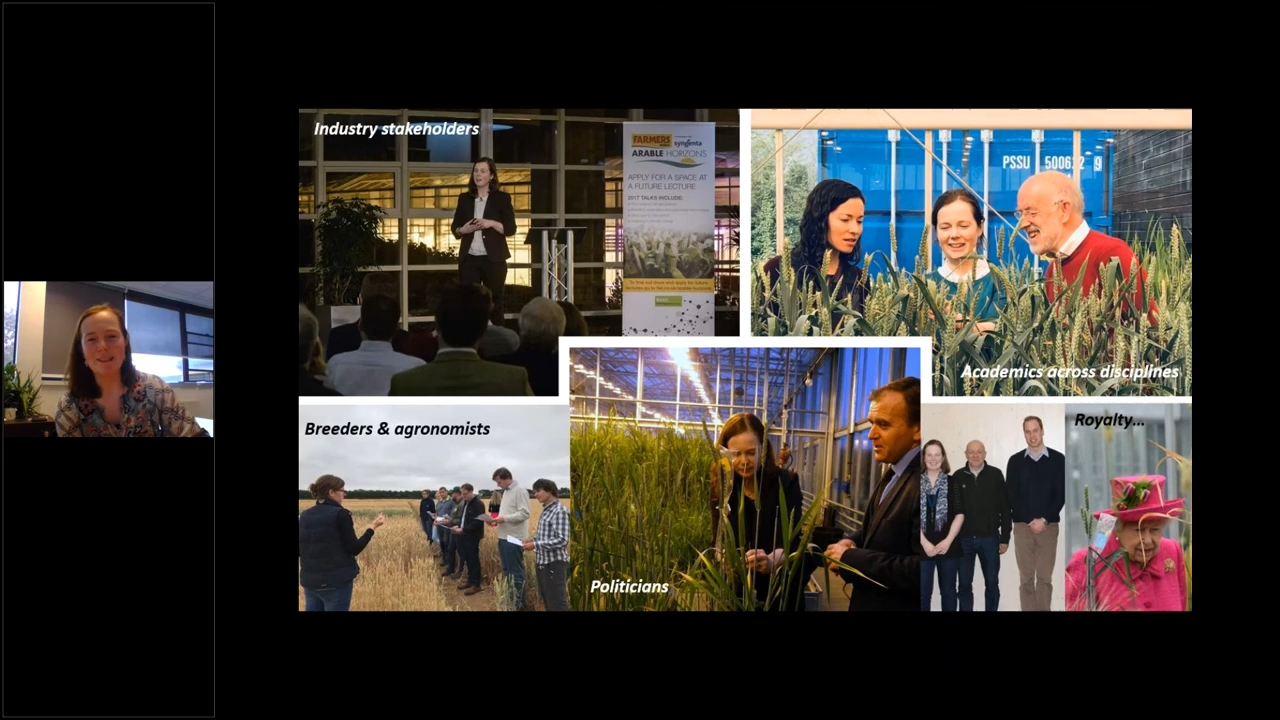 Industry stakeholders
FARMERS
syngenta
ARABLE HORIZONS
APPLY FOR A SPACE AT
A FUTURE LECTURE
2017 TALKS INCLUDE:
PSSU
Academics across disciplines
Breeders & agronomists
Royalty...
Politicians